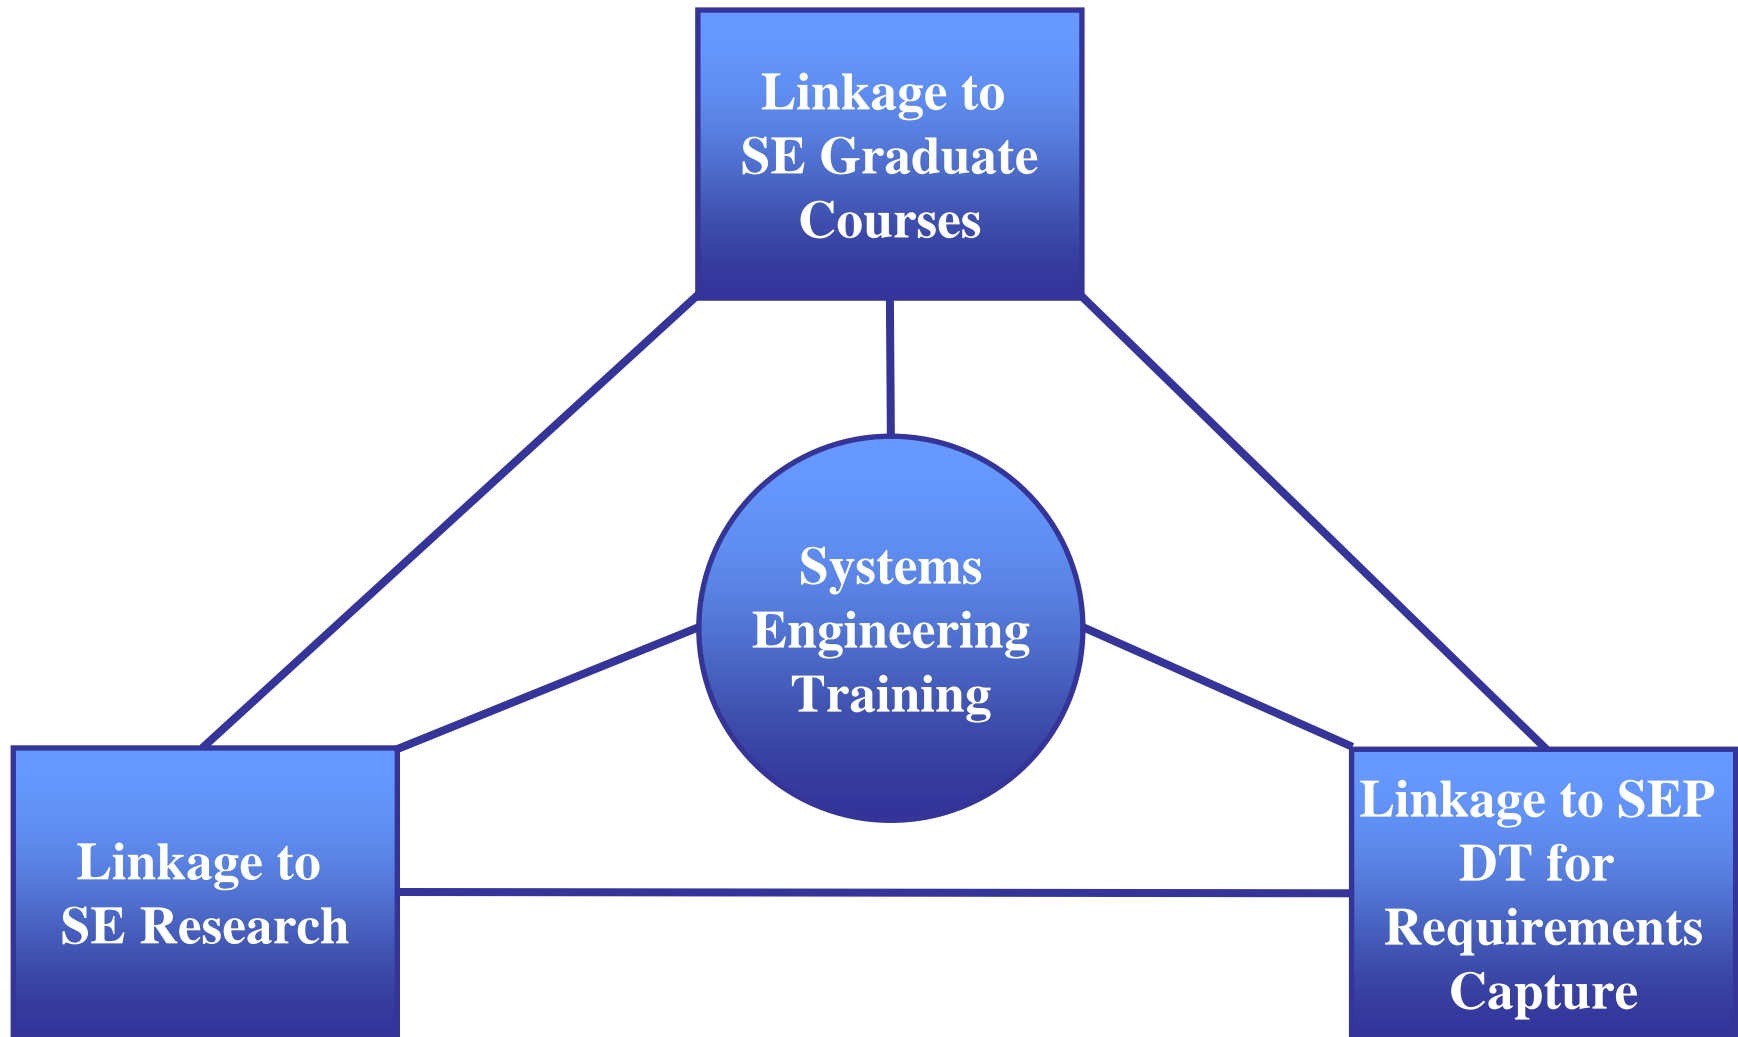 Linkage to
SE Graduate
Courses
Systems
Engineering
Training
Linkage to
SE Research
Linkage to SEP
DT for
Requirements
Capture